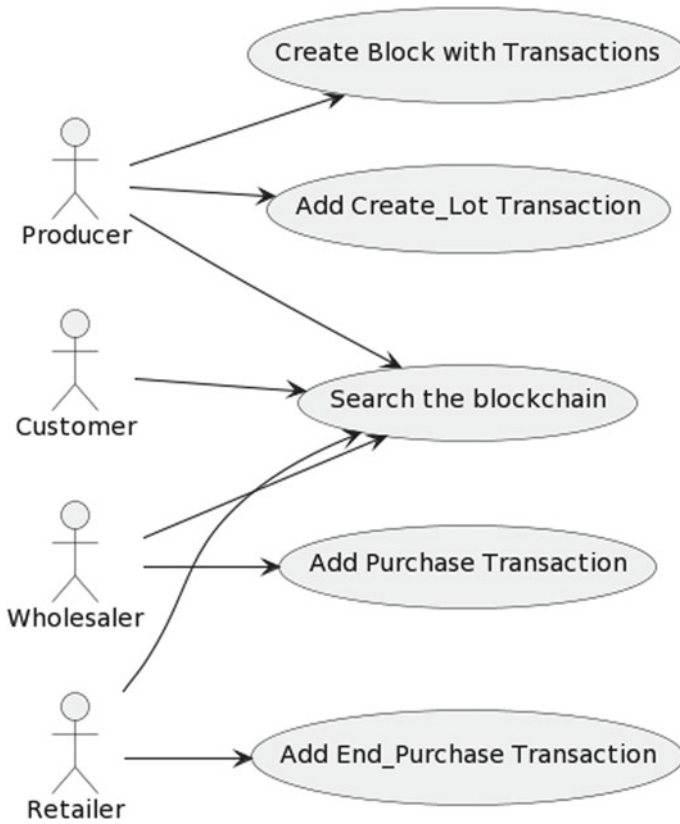 Create Block with Transactions
Producer
Add Create_Lot Transaction
Customer
Search the blockchain
Wholesaler
Add Purchase Transaction
Retailer
Add End_Purchase Transaction